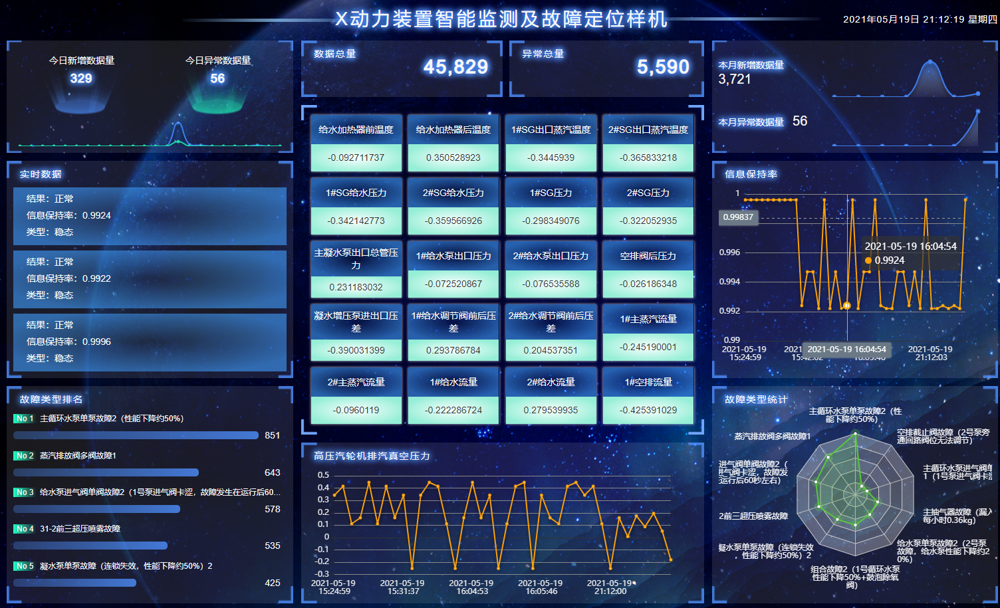 X动力装置智能监测及故障定位样机
2021年05月19日 21:12:19 星期四
今日新增数据量
329
今日异常数据量
56
数据总量
45,829
异常总量
5,590
本月新增数据量
3,721
本月异常数据量 56
实时数据
结果：正常
信息保持率：0.9924
类型：稳态
结果：正常
信息保持率：0.9922
类型：稳态
结果：正常
信息保持率：0.9996
类型：稳态
故障类型排名
No 1 主循环水泵单泵故障2（性能下降约50%）
851
No 2 蒸汽排放阀多阀故障1
643
No 3 给水泵进气阀单阀故障2（1号泵进气阀卡涩，故障发生在运行后60...
578
No 4 31-2前三超压喷雾故障
535
No 5 凝水泵单泵故障（连锁失效，性能下降约50%）2
425
给水加热器前温度
-0.092711737
给水加热器后温度
0.350528923
1#SG出口蒸汽温度
-0.3445939
2#SG出口蒸汽温度
-0.365833218
1#SG给水压力
-0.342142773
2#SG给水压力
-0.359566926
1#SG压力
-0.298349076
2#SG压力
-0.322052935
主凝水泵出口总管压
力
0.231183032
1#给水泵出口压力
-0.072520867
2#给水泵出口压力
-0.076535588
空排阀后压力
-0.026186348
凝水增压泵进出口压
差
-0.390031399
1#给水调节阀前后压
差
0.293786784
2#给水调节阀前后压
差
0.204537351
1#主蒸汽流量
-0.245190001
2#主蒸汽流量
-0.0960119
1#给水流量
-0.222286724
2#给水流量
0.279539935
1#空排流量
-0.425391029
高压汽轮机排汽真空压力
0.5
0.4
0.3
0.2
0.1
0
-0.1
-0.2
-0.3
2021-05-19
15:24:59
2021-05-19
15:31:37
2021-05-19
16:04:53
2021-05-19
16:05:46
2021-05-19
21:12:00
信息保持率
1
0.99837
0.996
0.994
0.992
0.99
2021-05-19 16:04:54
0.9924
2021-05-19
15:24:59
2021-05-19 16:04:54
2021-05-19
21:12:03
故障类型统计
主循环水泵单泵故障2（性
能下降约50%）
空排截止阀故障（2号泵旁
通回路阀位无法调节）
主循环水泵进气阀单
1（1号泵进气阀卡涩
主抽气器故障（漏入
每小时0.36kg）
给水泵单泵故障2（2号泵
故障，给水泵性能下降约2
0%）
组合故障2（1号循环水泵
性能下降50%+鼓泡除氧
阀）
凝水泵单泵故障（连锁失效
，性能下降约50%）2
2前三超压喷雾故障
进气阀单阀故障2（
进气阀卡涩，故障发
运行后60秒左右）
蒸汽排放阀多阀故障1